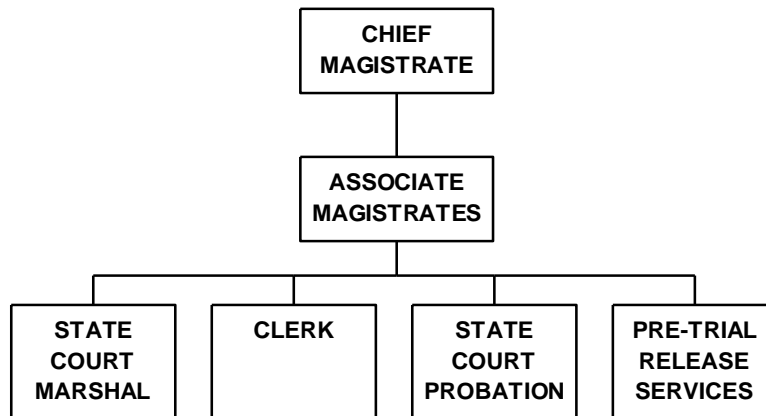 CHIEF
MAGISTRATE
ASSOCIATE
MAGISTRATES
STATE
COURT
MARSHAL
CLERK
STATE
COURT
PROBATION
PRE-TRIAL
RELEASE
SERVICES